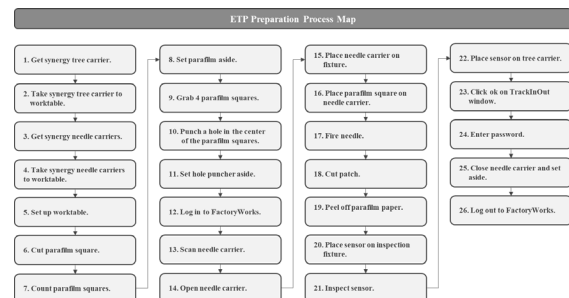 ETP Preparation Process Map
1. Get synergy tree carrier.
2. Take synergy tree carrier to
worktable.
3. Get synergy needle carriers.
4. Take synergy needle carriers
to worktable.
5. Set up worktable.
6. Cut parafilm square.
7. Count parafilm squares.
8. Set parafilm aside.
9. Grab 4 parafilm squares.
10. Punch a hole in the center
of the parafilm squares.
11. Set hole puncher aside.
12. Log in to FactoryWorks.
13. Scan needle carrier.
14. Open needle carrier.
15. Place needle carrier on
fixture.
16. Place parafilm square on
needle carrier.
17. Fire needle.
18. Cut patch.
19. Peel off parafilm paper.
20. Place sensor on inspection
fixture.
21. Inspect sensor.
22. Place sensor on tree carrier.
23. Click ok on TrackInOut
window.
24. Enter password.
25. Close needle carrier and set
aside.
26. Log out to FactoryWorks.